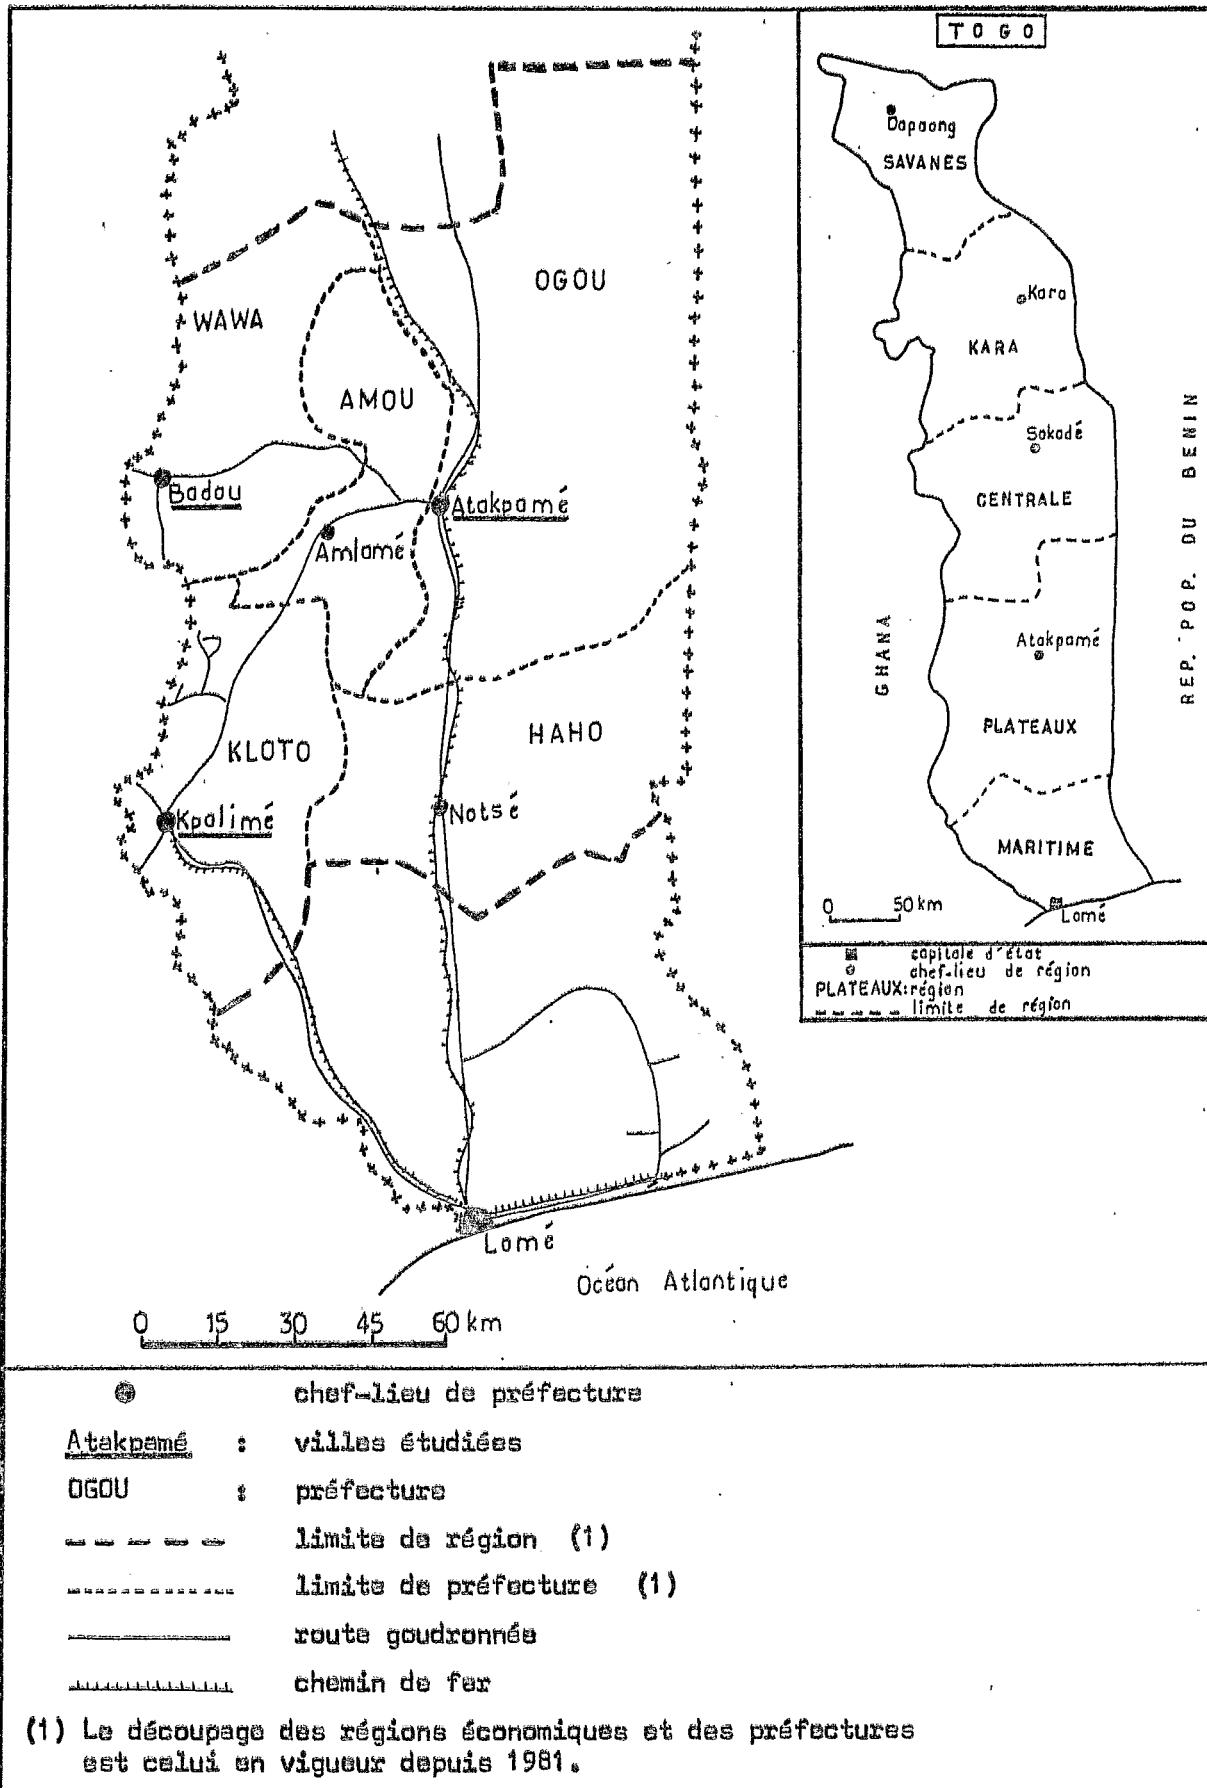 OGOU
WAWA
AMOU
Badou
Atakpamé
Amlamé
KLOTO
HAHO
Kpalimé
Notsé
Lomé
Océan Atlantique
0 15 30 45 60 km
TOGO
Dapaong
SAVANES
Kara
KARA
Sokodé
CENTRALE
REP. POP. DU BENIN
GHANA
Atakpamé
PLATEAUX
MARITIME
0 50 km
Lomé
capitale d'état
chef-lieu de région
PLATEAUX: région
limite de région
chef-lieu de préfecture
Atakpamé : villes étudiées
OGOU : préfecture
limite de région (1)
limite de préfecture (1)
route goudronnée
chemin de fer
(1) Le découpage des régions économiques et des préfectures
est celui en vigueur depuis 1981.